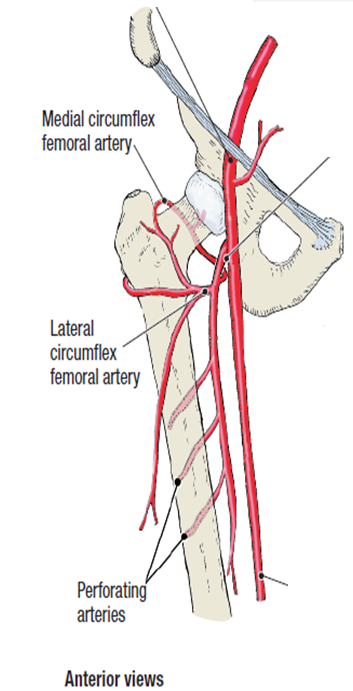 Medial circumflex
femoral artery
Lateral
circumflex
femoral artery
Perforating
arteries
Anterior views